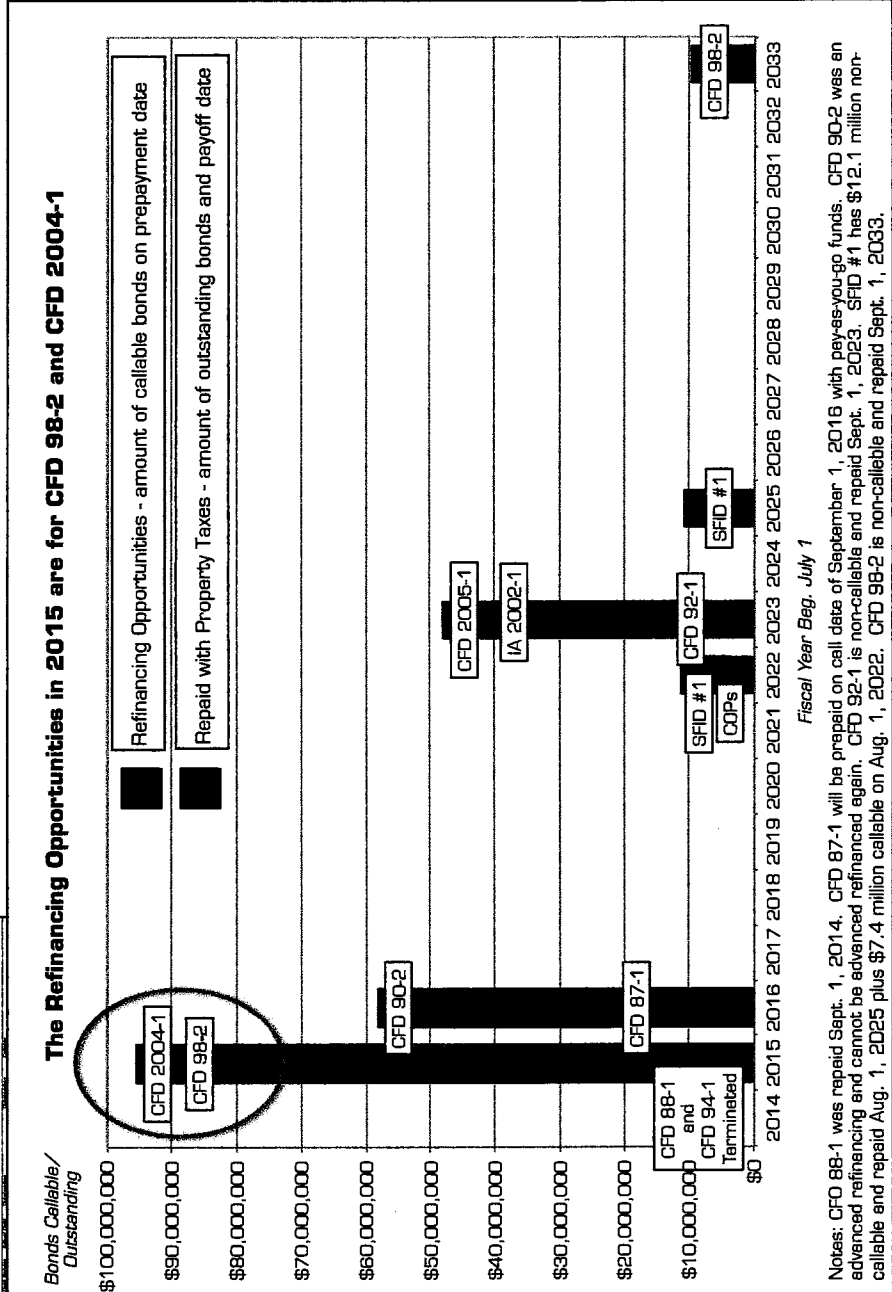 The Refinancing Opportunities in 2015 are for CFD 98-2 and CFD 2004-1
Bonds Callable/
Outstanding
$100,000,000
$90,000,000
$80,000,000
$70,000,000
$60,000,000
$50,000,000
$40,000,000
$30,000,000
$20,000,000
$10,000,000
$0
Refinancing Opportunities - amount of callable bonds on prepayment date
Repaid with Property Taxes - amount of outstanding bonds and payoff date
CFD 2004-1
CFD 98-2
CFD 88-1
and
CFD 94-1
Terminated
CFD 90-2
CFD 87-1
SFID #1
COPs
CFD 2005-1
IA 2002-1
CFD 92-1
SFID #1
CFD 98-2
2014 2015 2016 2017 2018 2019 2020 2021 2022 2023 2024 2025 2026 2027 2028 2029 2030 2031 2032 2033
Fiscal Year Beg. July 1
Notes: CFD 88-1 was repaid Sept. 1, 2014. CFD 87-1 will be prepaid on call date of September 1, 2016 with pay-as-you-go funds. CFD 90-2 was an
advanced refinancing and cannot be advanced refinanced again. CFD 92-1 is non-callable and repaid Sept. 1, 2023. SFID #1 has $12.1 million non-
callable and repaid Aug. 1, 2025 plus $7.4 million callable on Aug. 1, 2022. CFD 98-2 is non-callable and repaid Sept. 1, 2033.